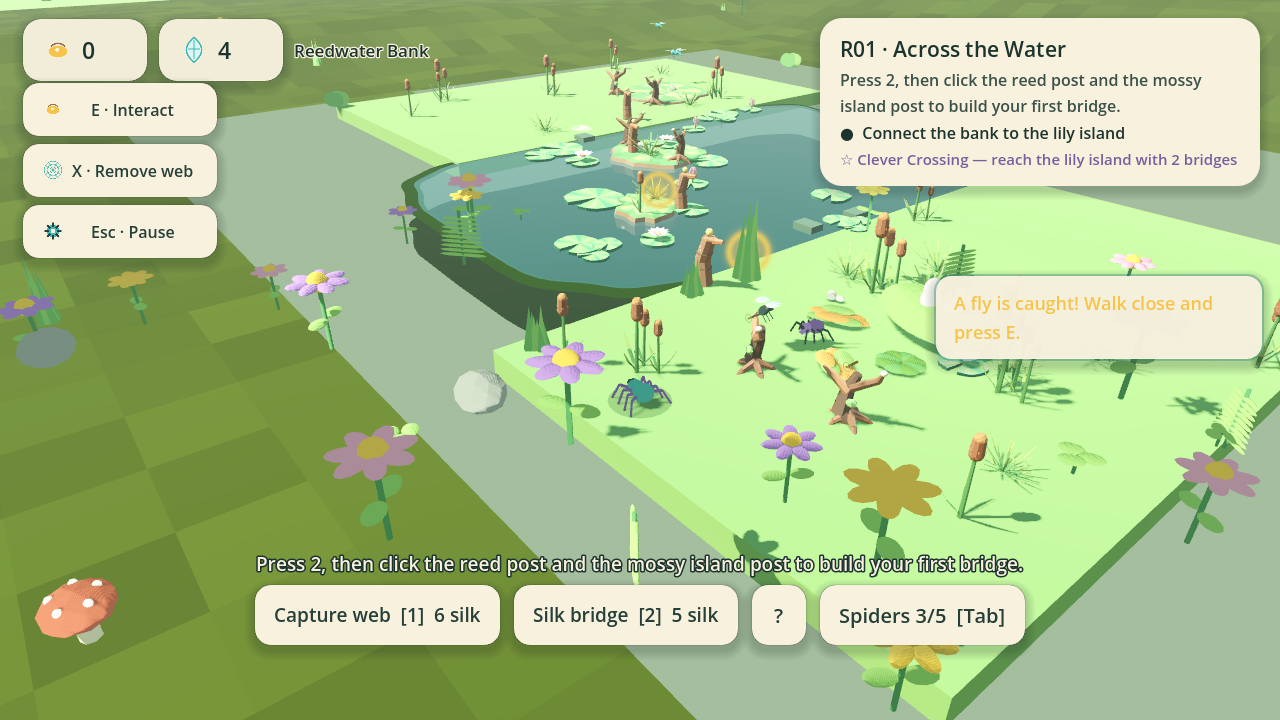 0
4
Reedwater Bank
E · Interact
X · Remove web
Esc · Pause
R01 · Across the Water
Press 2, then click the reed post and the mossy
island post to build your first bridge.
● Connect the bank to the lily island
☆ Clever Crossing — reach the lily island with 2 bridges
A fly is caught! Walk close and
press E.
Press 2, then click the reed post and the mossy island post to build your first bridge.
Capture web [1] 6 silk
Silk bridge [2] 5 silk
?
Spiders 3/5 [Tab]